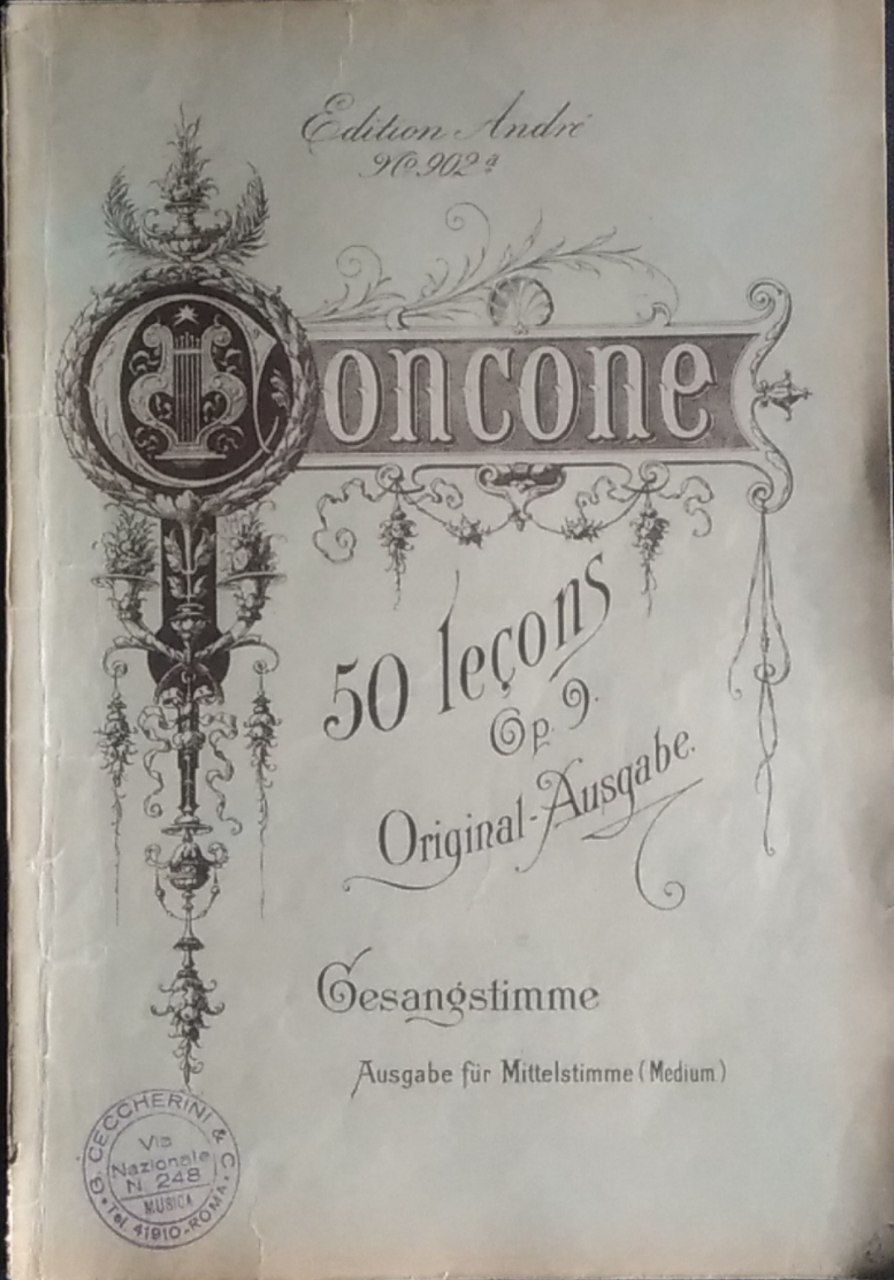 Edition André
No. 902ª
Concone
50 leçons
Op. 9.
Original-Ausgabe.
Gesangstimme
Ausgabe für Mittelstimme (Medium)
G. CECCHERINI & C.
Via
Nazionale
N. 248
MUSICA
Tel. 41910-ROMA